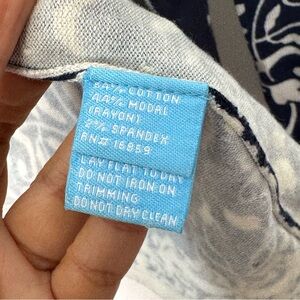 54% COTTON
44% MODAL
(RAYON)
2% SPANDEX
RN# 16959
LAY FLAT TO DRY
DO NOT IRON ON
TRIMMING
DO NOT DRY CLEAN